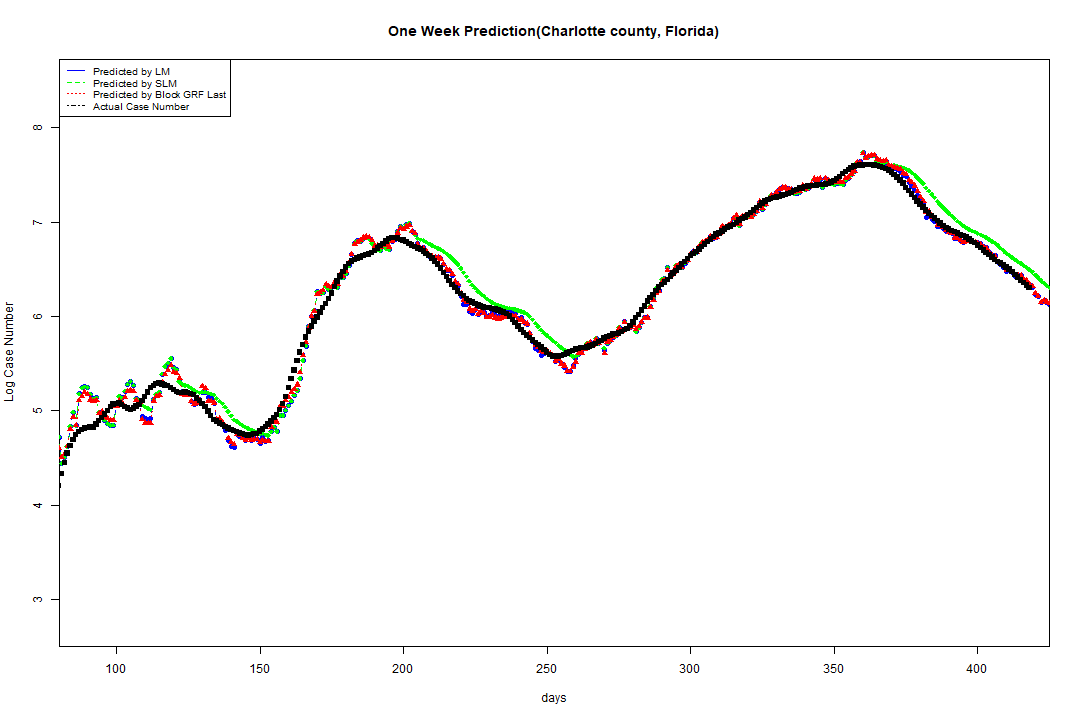 One Week Prediction(Charlotte county, Florida)
Predicted by LM
Predicted by SLM
Predicted by Block GRF Last
Actual Case Number
8
7
6
5
4
3
Log Case Number
100 150 200 250 300 350 400
days